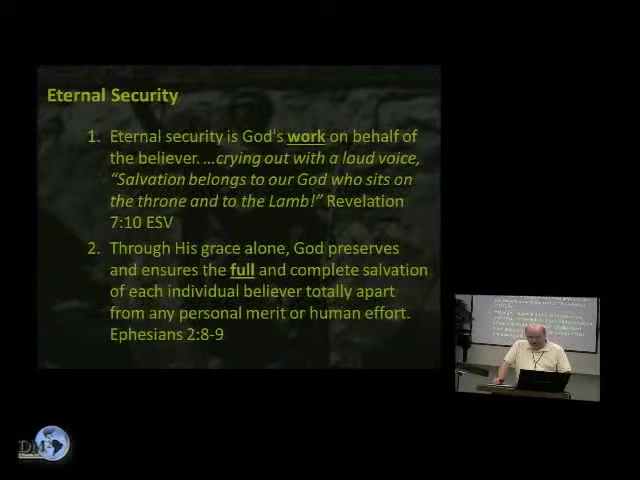 Eternal Security
1. Eternal security is God's work on behalf of
the believer. …crying out with a loud voice,
"Salvation belongs to our God who sits on
the throne and to the Lamb!" Revelation
7:10 ESV
2. Through His grace alone, God preserves
and ensures the full and complete salvation
of each individual believer totally apart
from any personal merit or human effort.
Ephesians 2:8-9
DM2